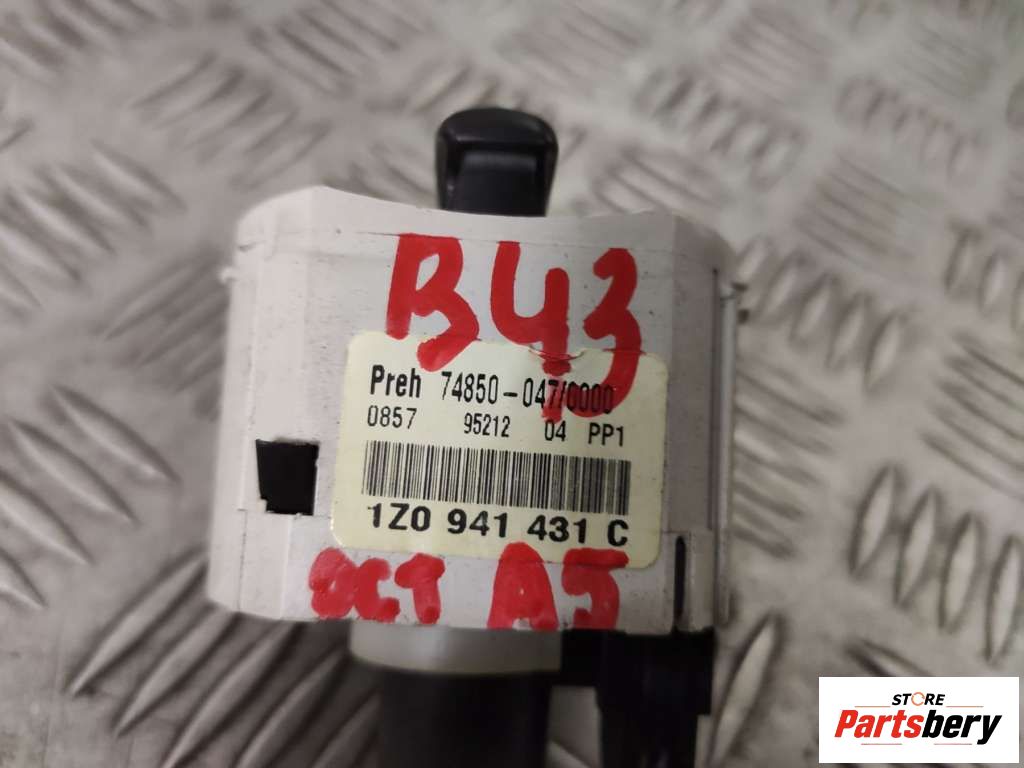 B43
Preh 74850-047/0000
0857 95212 04 PP1
1Z0 941 431 C
OCT A5
STORE
Partsbery